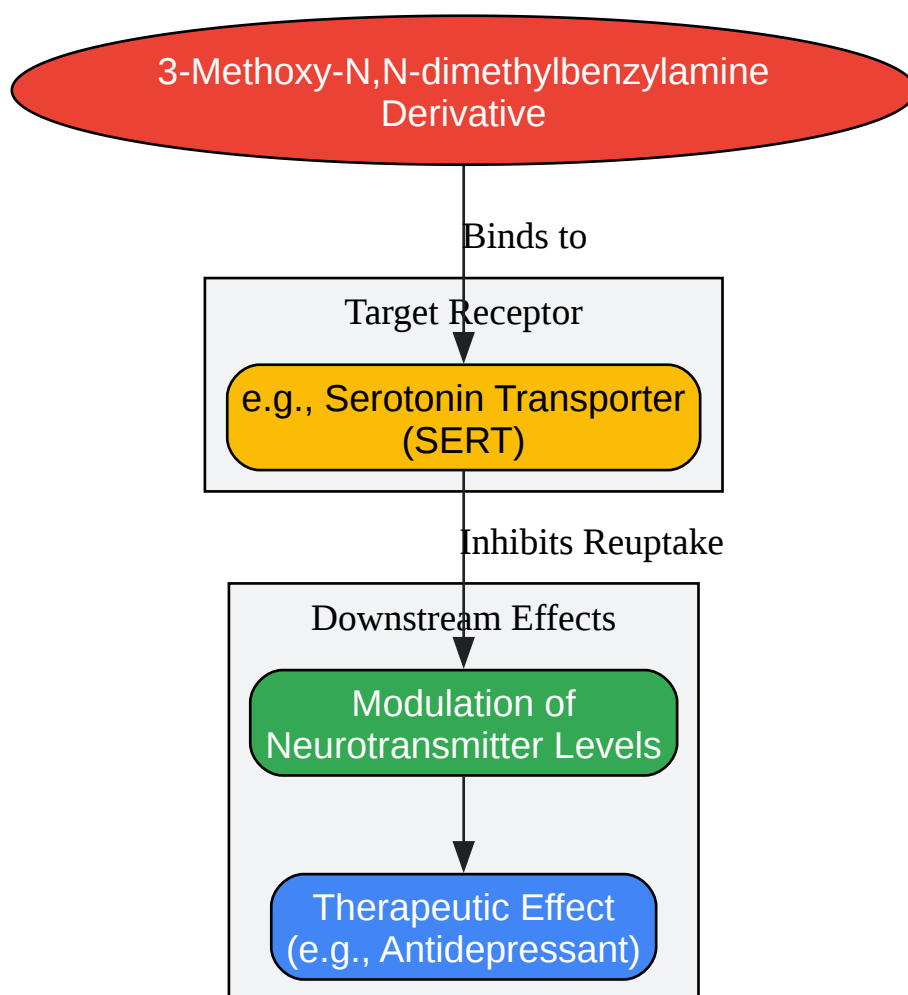 3-Methoxy-N,N-dimethylbenzylamine
Derivative
Binds to
Target Receptor
e.g., Serotonin Transporter
(SERT)
Inhibits Reuptake
Downstream Effects
Modulation of
Neurotransmitter Levels
Therapeutic Effect
(e.g., Antidepressant)